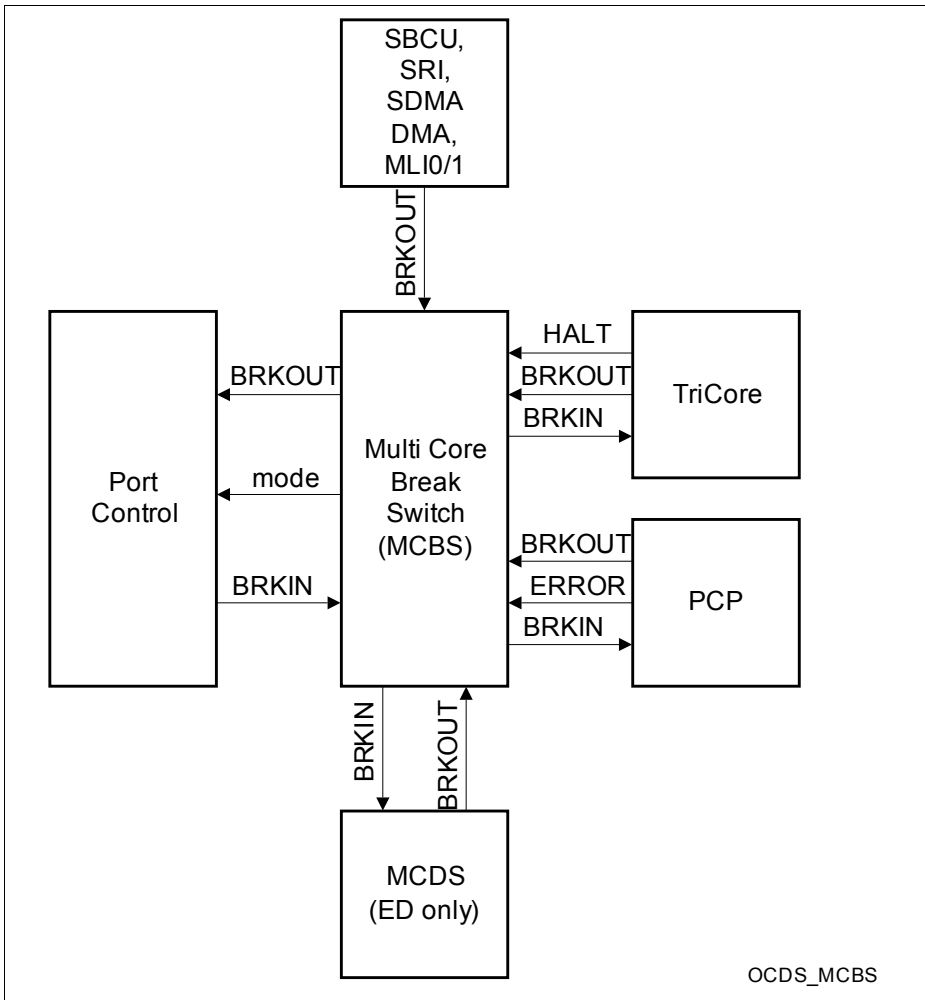 SBCU,
SRI,
SDMA
DMA,
MLI0/1
BRKOUT
HALT
BRKOUT
BRKIN
TriCore
BRKOUT
mode
BRKIN
Port
Control
Multi Core
Break
Switch
(MCBS)
BRKOUT
ERROR
BRKIN
PCP
BRKIN
BRKOUT
MCDS
(ED only)
OCDS_MCBS